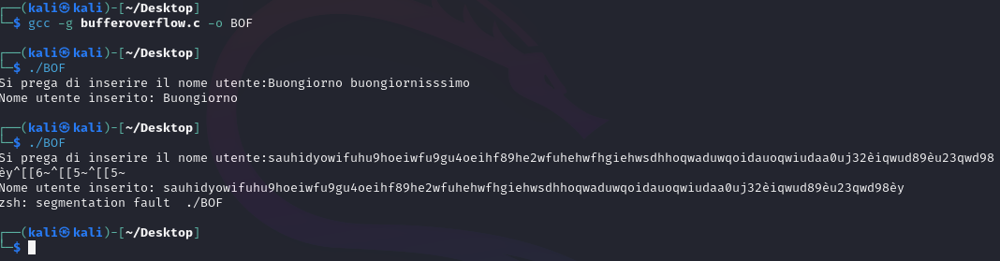 ┌──(kali㉿kali)-[~/Desktop]
└─$ gcc -g bufferoverflow.c -o BOF
┌──(kali㉿kali)-[~/Desktop]
└─$ ./BOF
Si prega di inserire il nome utente:Buongiorno buongiornisssimo
Nome utente inserito: Buongiorno
┌──(kali㉿kali)-[~/Desktop]
└─$ ./BOF
Si prega di inserire il nome utente:sauhidyowifuhu9hoeiwfu9gu4oeihf89he2wfuhehwfhgiehwsdhhoqwaduwqoidauoqwiudaa0uj32èiqwud89èu23qwd98
èy^[[6~^[[5~^[[5~
Nome utente inserito: sauhidyowifuhu9hoeiwfu9gu4oeihf89he2wfuhehwfhgiehwsdhhoqwaduwqoidauoqwiudaa0uj32èiqwud89èu23qwd98èy
zsh: segmentation fault  ./BOF
┌──(kali㉿kali)-[~/Desktop]
└─$